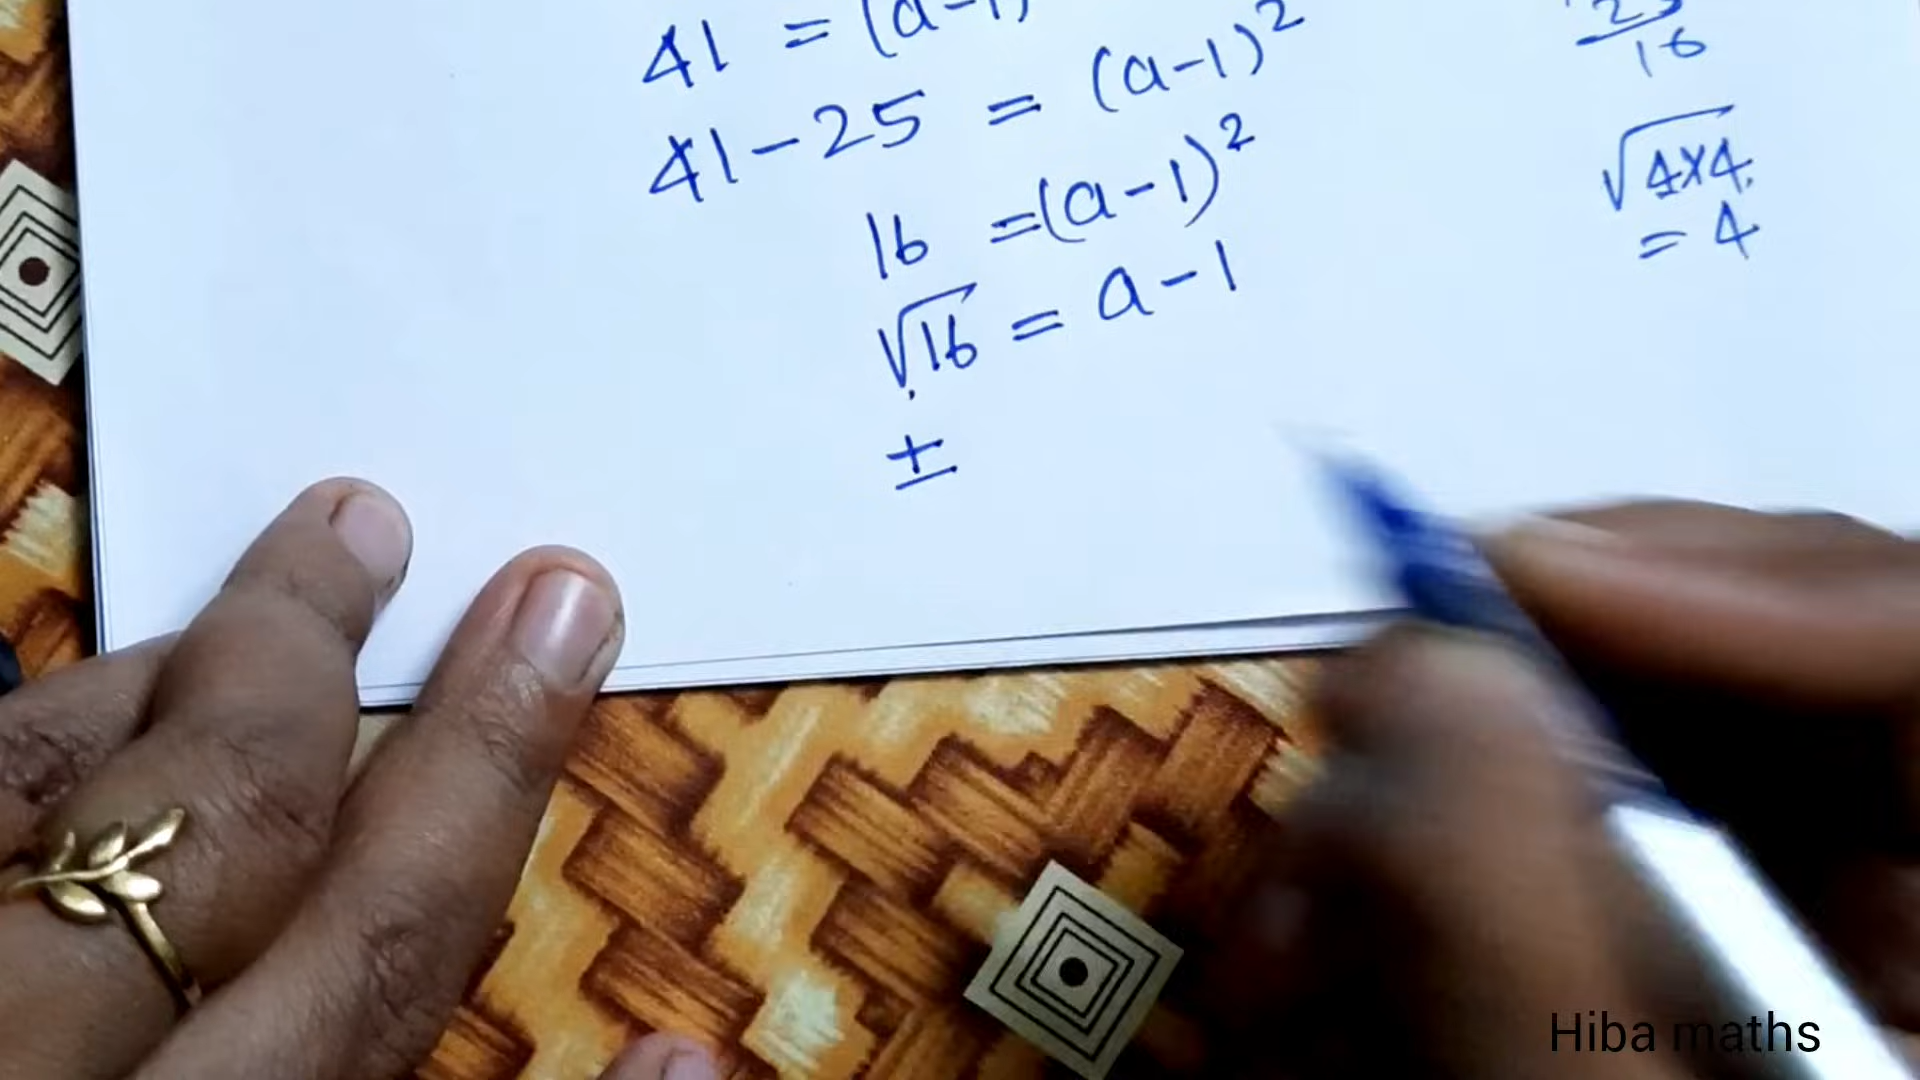 41 = (a-1)
41-25 = (a-1)²
16 = (a-1)²
√16 = a-1
±
16
√4×4
= 4
Hiba maths